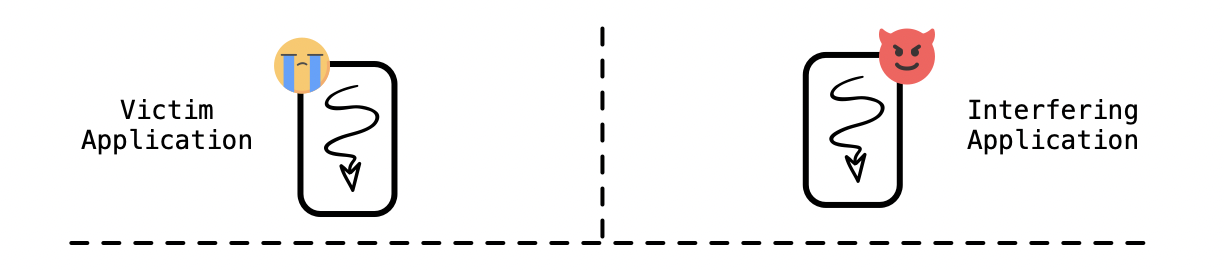 Victim
Application
Interfering
Application